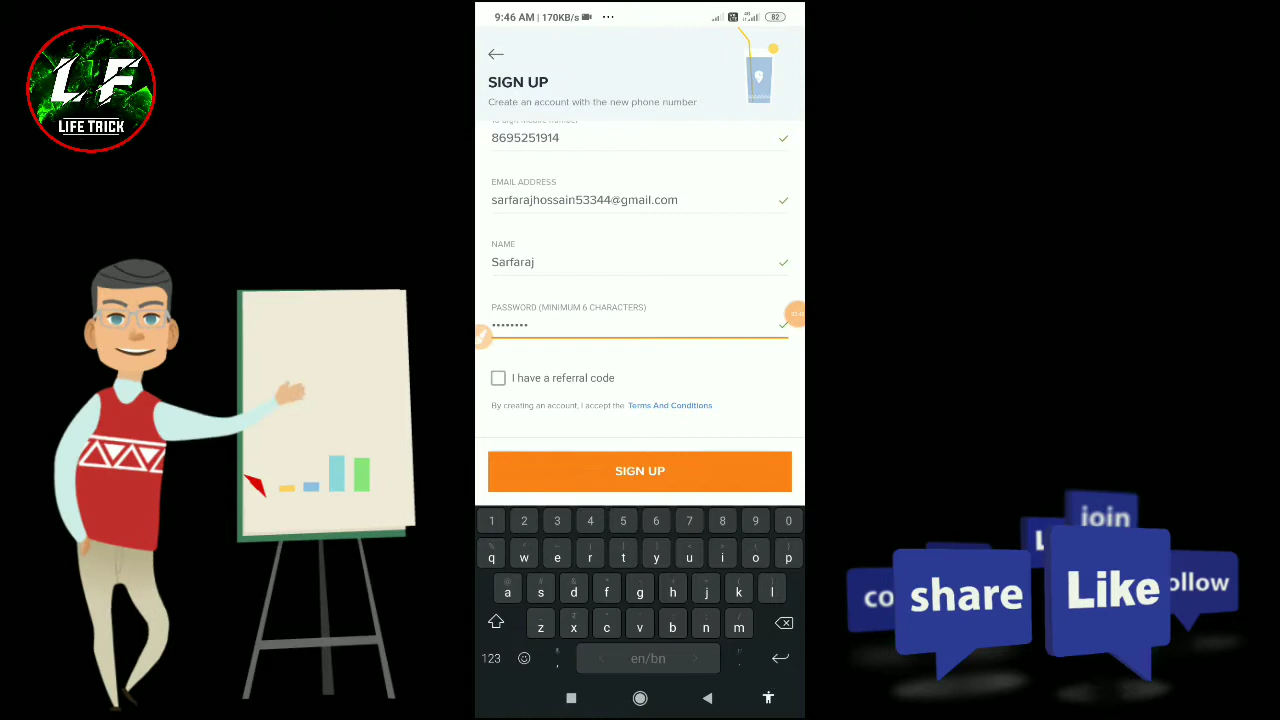 LF
LIFE TRICK
9:46 AM | 170KB/s
82
SIGN UP
Create an account with the new phone number
8695251914
EMAIL ADDRESS
sarfarajhossain53344@gmail.com
NAME
Sarfaraj
PASSWORD (MINIMUM 6 CHARACTERS)
••••••••
I have a referral code
By creating an account, I accept the Terms And Conditions
SIGN UP
1 2 3 4 5 6 7 8 9 0
q w e r t y u i o p
a s d f g h j k l
z x c v b n m
123 en/bn
join
L
co share Like ollow